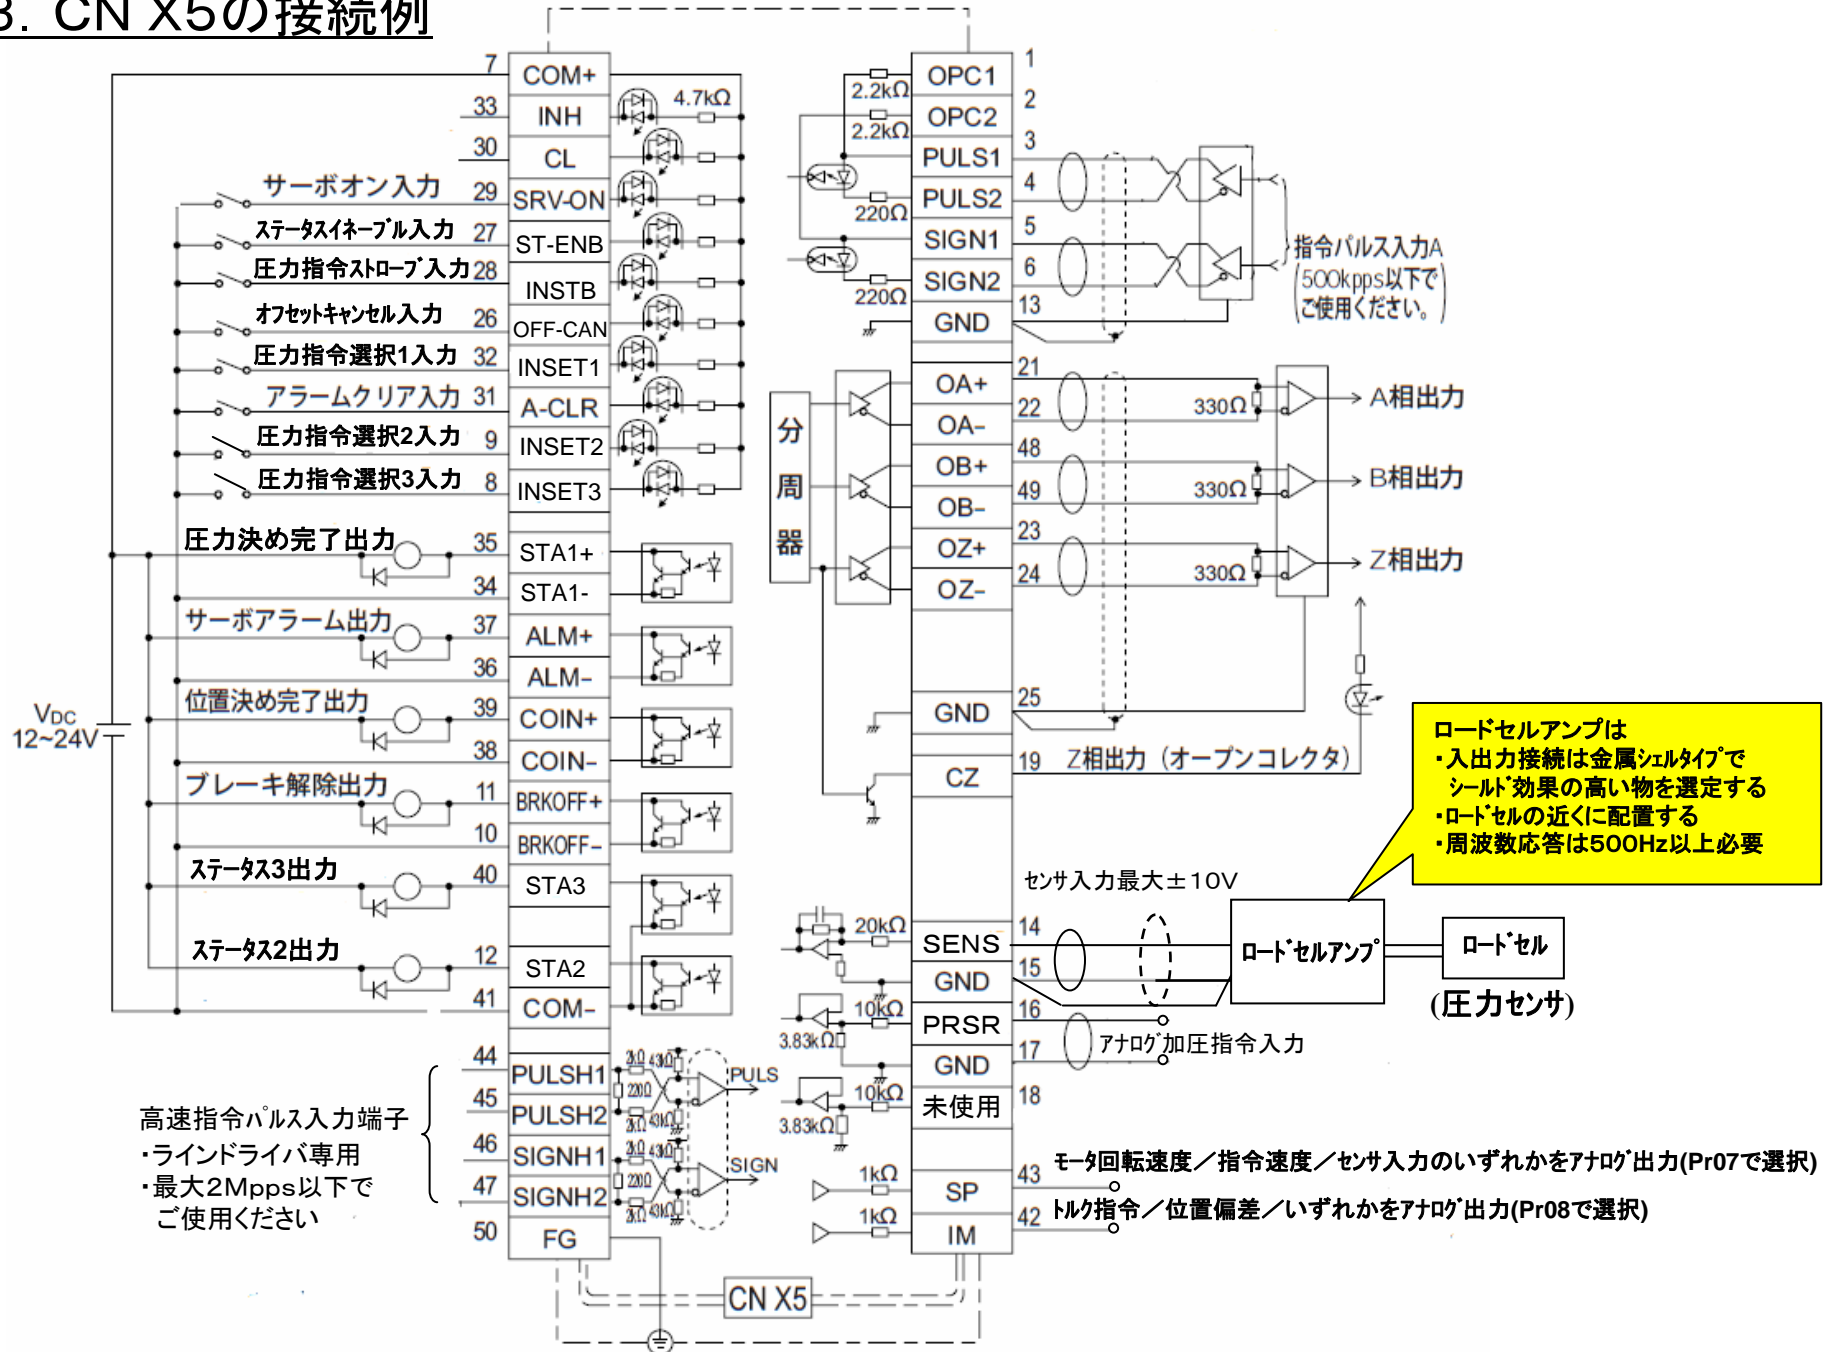 3．CN X5の接続例
7 COM+
4.7kΩ
33 INH
30 CL
サーボオン入力 29 SRV-ON
ステータスイネーブル入力 27 ST-ENB
圧力指令ストローブ入力 28 INSTB
オフセットキャンセル入力 26 OFF-CAN
圧力指令選択1入力 32 INSET1
アラームクリア入力 31 A-CLR
圧力指令選択2入力 9 INSET2
圧力指令選択3入力 8 INSET3
圧力決め完了出力 35 STA1+
34 STA1-
サーボアラーム出力 37 ALM+
36 ALM−
位置決め完了出力 39 COIN+
38 COIN−
ブレーキ解除出力 11 BRKOFF+
10 BRKOFF−
ステータス3出力 40 STA3
ステータス2出力 12 STA2
41 COM−
VDC
12~24V
44 PULSH1 2kΩ 43kΩ
220Ω
PULS
45 PULSH2 2kΩ 43kΩ
46 SIGNH1 2kΩ 43kΩ
220Ω
SIGN
47 SIGNH2 2kΩ 43kΩ
50 FG
高速指令パルス入力端子
・ラインドライバ専用
・最大2Mpps以下で
ご使用ください
CN X5
2.2kΩ OPC1 1
2.2kΩ OPC2 2
PULS1 3
220Ω PULS2 4
SIGN1 5
220Ω SIGN2 6
GND 13
指令パルス入力A
(500kpps以下で
ご使用ください。)
分周器
OA+ 21
OA− 22
330Ω
A相出力
OB+ 48
OB− 49
330Ω
B相出力
OZ+ 23
OZ− 24
330Ω
Z相出力
GND 25
CZ 19 Z相出力（オープンコレクタ）
ロードセルアンプは
・入出力接続は金属シェルタイプで
シールド効果の高い物を選定する
・ロードセルの近くに配置する
・周波数応答は500Hz以上必要
センサ入力最大±10V
20kΩ SENS 14
GND 15
ロードセルアンプ
ロードセル
(圧力センサ)
10kΩ PRSR 16
3.83kΩ
GND 17
アナログ加圧指令入力
10kΩ 未使用 18
3.83kΩ
1kΩ SP 43 モータ回転速度／指令速度／センサ入力のいずれかをアナログ出力(Pr07で選択)
1kΩ IM 42 トルク指令／位置偏差／いずれかをアナログ出力(Pr08で選択)